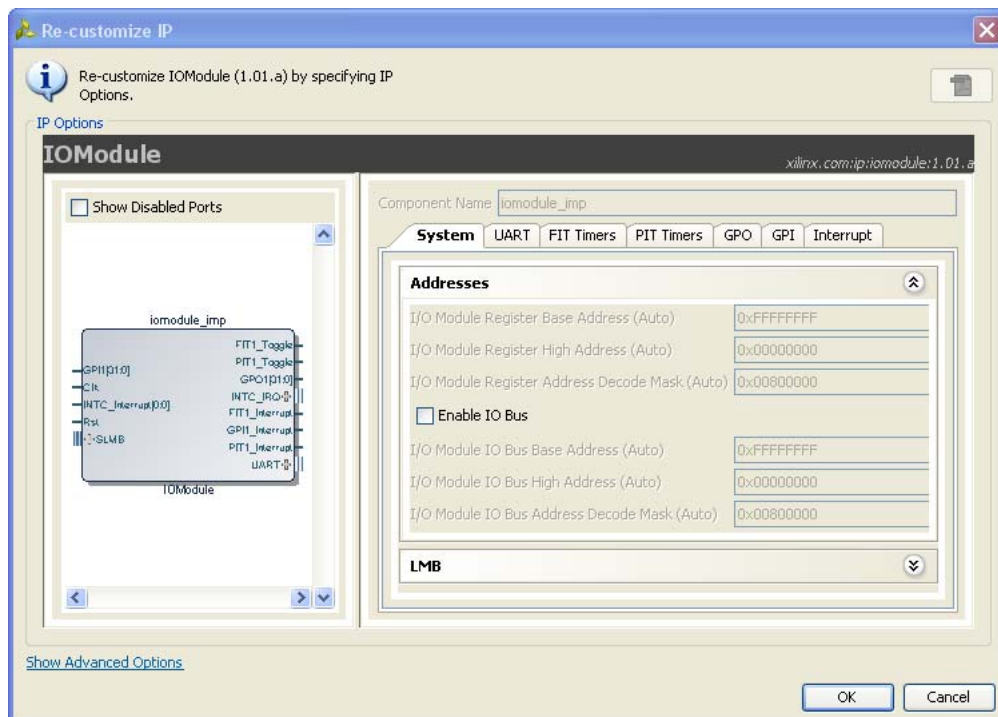 Re-customize IP
Re-customize IOModule (1.01.a) by specifying IP
Options.
IP Options
IOModule
xilinx.com:ip:iomodule:1.01.a
Show Disabled Ports
Component Name iomodule_imp
System UART FIT Timers PIT Timers GPO GPI Interrupt
Addresses
I/O Module Register Base Address (Auto) 0xFFFFFFFF
I/O Module Register High Address (Auto) 0x00000000
I/O Module Register Address Decode Mask (Auto) 0x00800000
Enable IO Bus
I/O Module IO Bus Base Address (Auto) 0xFFFFFFFF
I/O Module IO Bus High Address (Auto) 0x00000000
I/O Module IO Bus Address Decode Mask (Auto) 0x00800000
LMB
iomodule_imp
GPI1[31:0]
Clk
INTC_Interrupt[0:0]
Rst
SLMB
FIT1_Toggle
PIT1_Toggle
GPO1[31:0]
INTC_IRQ
FIT1_Interrupt
GPI1_Interrupt
PIT1_Interrupt
UART
IOModule
Show Advanced Options
OK Cancel